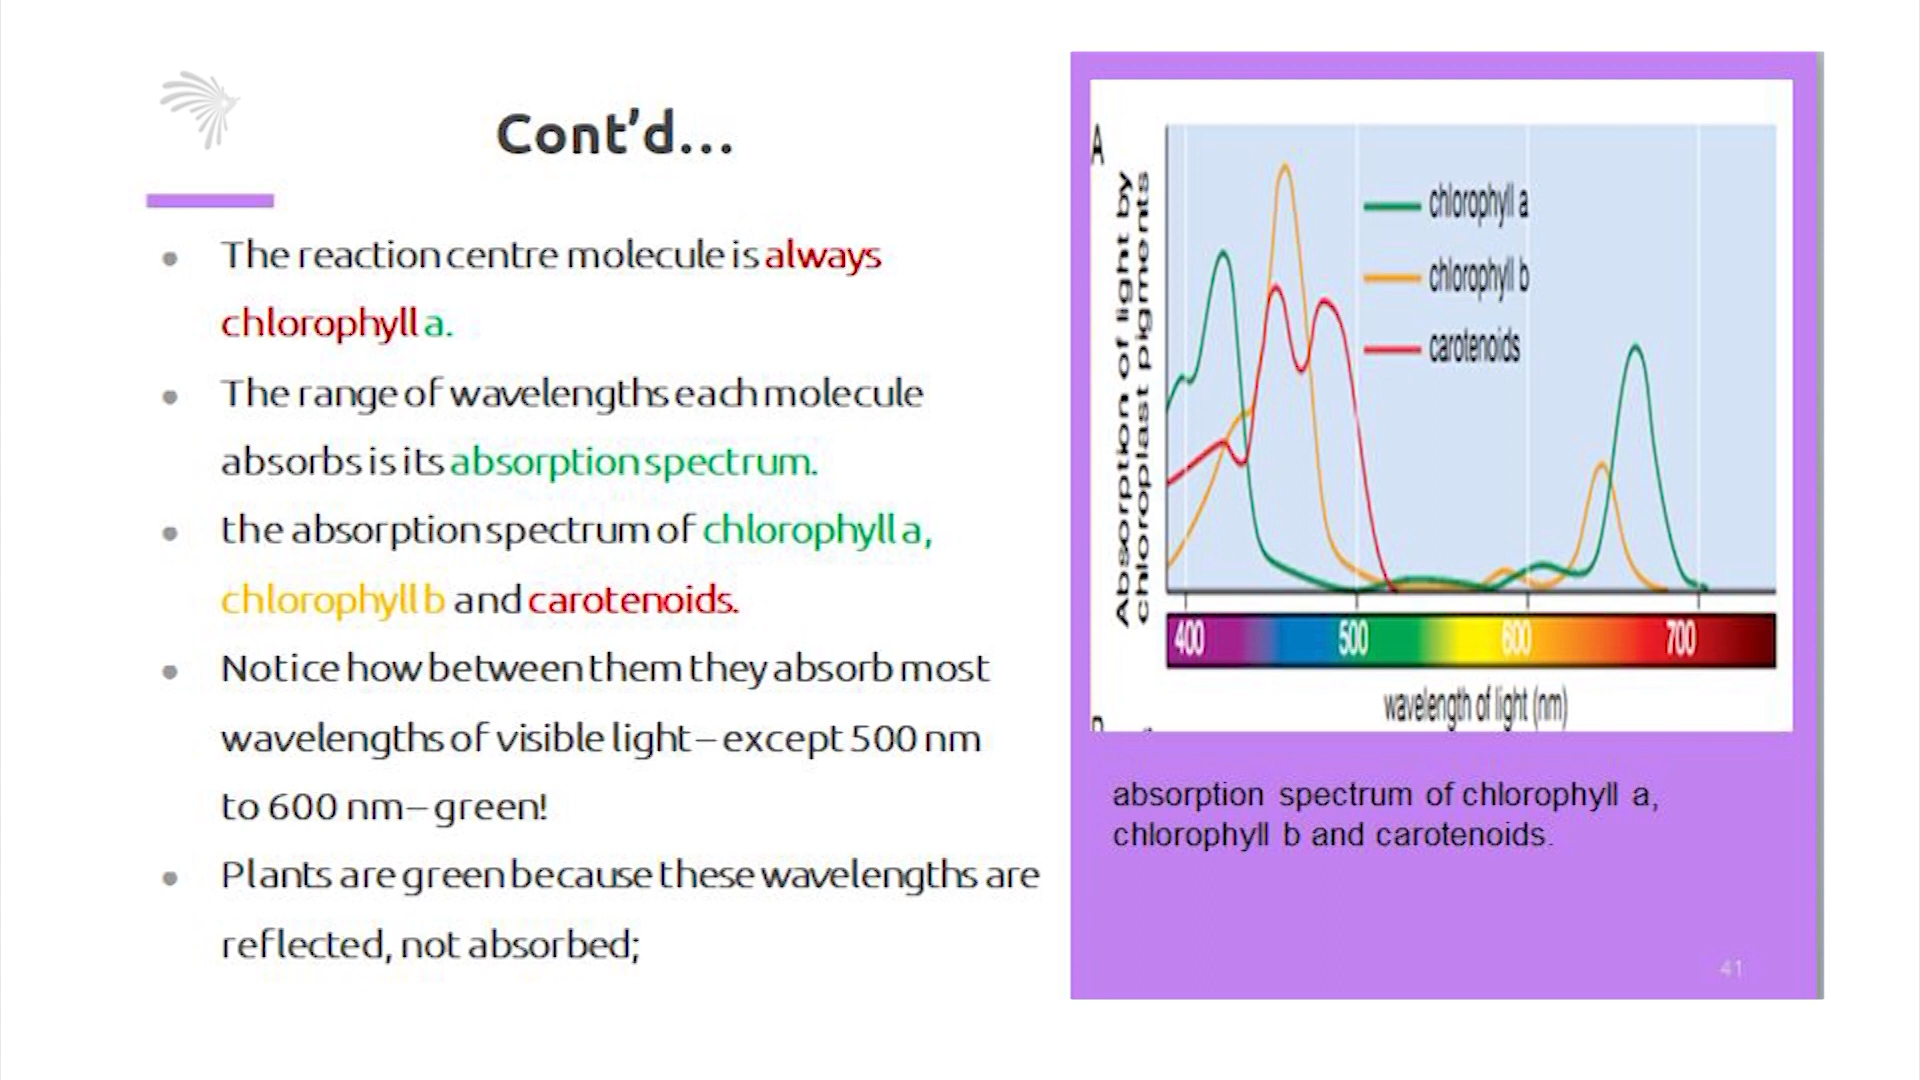 Cont’d…
The reaction centre molecule is always
chlorophyll a.
The range of wavelengths each molecule
absorbs is its absorption spectrum.
the absorption spectrum of chlorophyll a,
chlorophyll b and carotenoids.
Notice how between them they absorb most
wavelengths of visible light – except 500 nm
to 600 nm– green!
Plants are green because these wavelengths are
reflected, not absorbed;
A
Absorption of light by
chloroplast pigments
chlorophyll a
chlorophyll b
carotenoids
400 500 600 700
wavelength of light (nm)
absorption spectrum of chlorophyll a,
chlorophyll b and carotenoids.
41